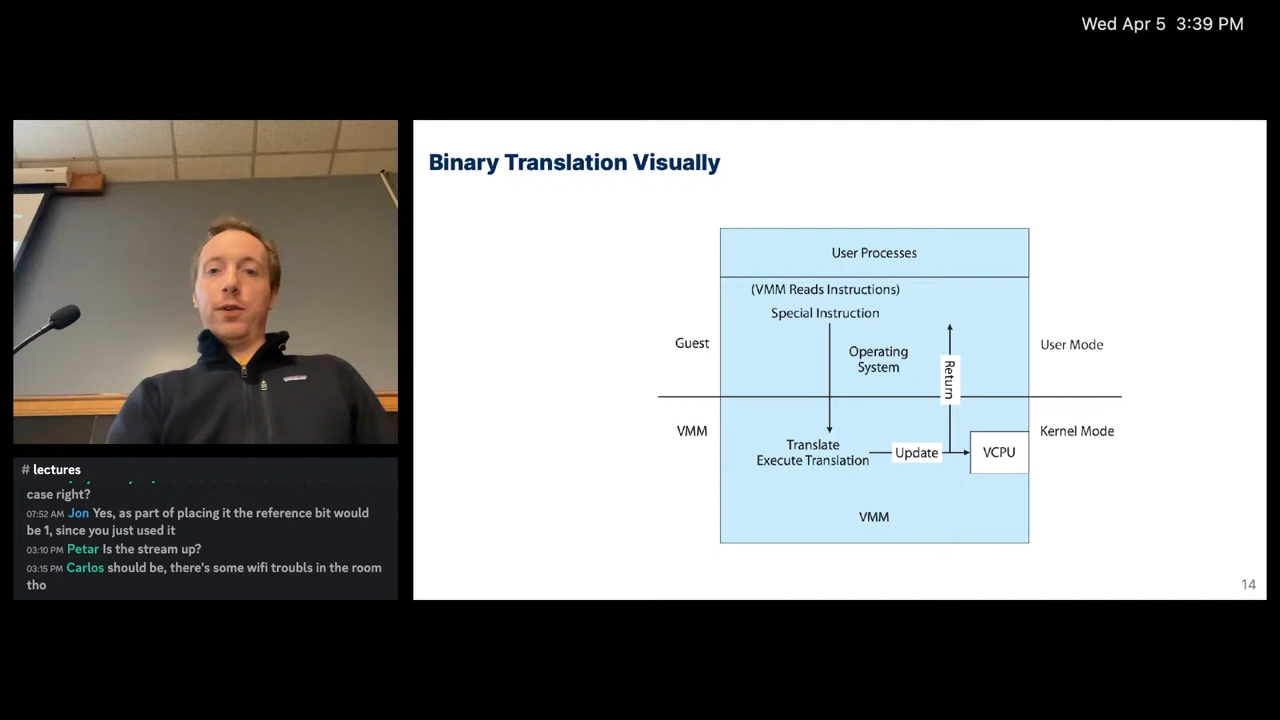 Wed Apr 5 3:39 PM
Binary Translation Visually
User Processes
(VMM Reads Instructions)
Special Instruction
Guest
Operating
System
Return
User Mode
VMM
Kernel Mode
Translate
Execute Translation
Update
VCPU
VMM
14
# lectures
case right?
07:52 AM Jon Yes, as part of placing it the reference bit would
be 1, since you just used it
03:10 PM Petar Is the stream up?
03:15 PM Carlos should be, there's some wifi troubls in the room
tho